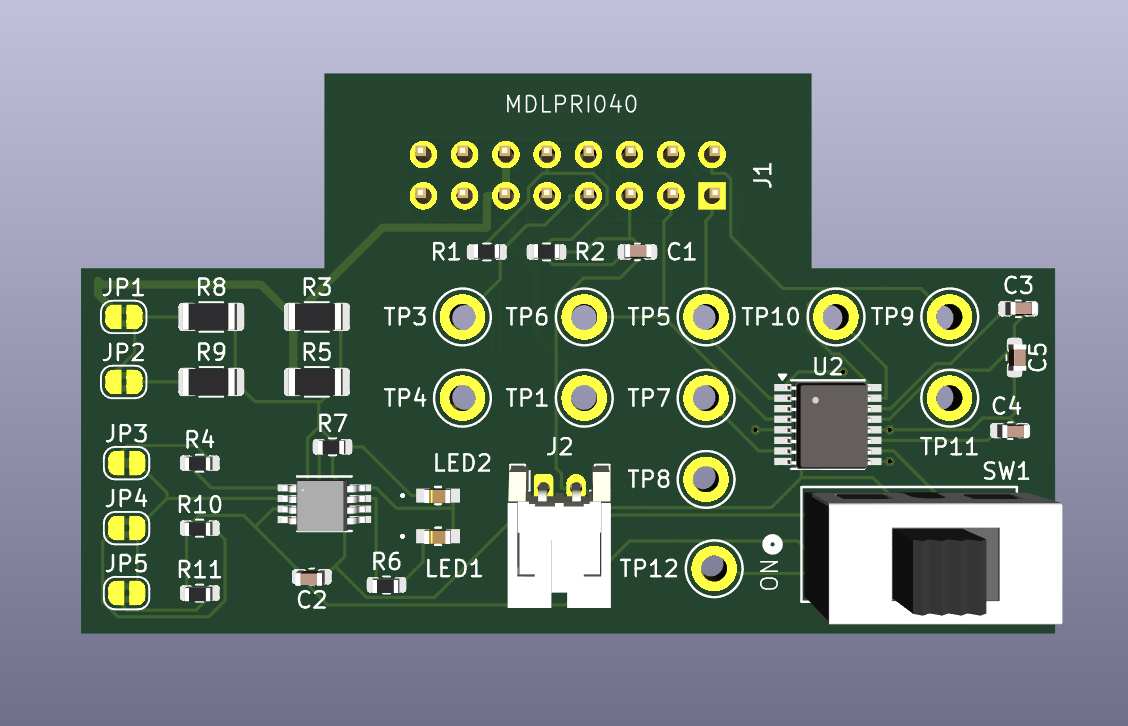 MDLPRI040
J1
R1
R2
C1
JP1
R8
R3
C3
TP3
TP6
TP5
TP10
TP9
JP2
R9
R5
U2
C5
TP4
TP1
TP7
C4
R7
JP3
R4
J2
TP11
LED2
TP8
SW1
JP4
R10
R11
JP5
R6
LED1
TP12
ON
C2